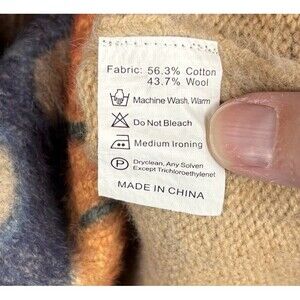 Fabric: 56.3% Cotton
43.7% Wool
Machine Wash, Warm
Do Not Bleach
Medium Ironing
P
Dryclean, Any Solven
Except Trichloroethylenet
MADE IN CHINA